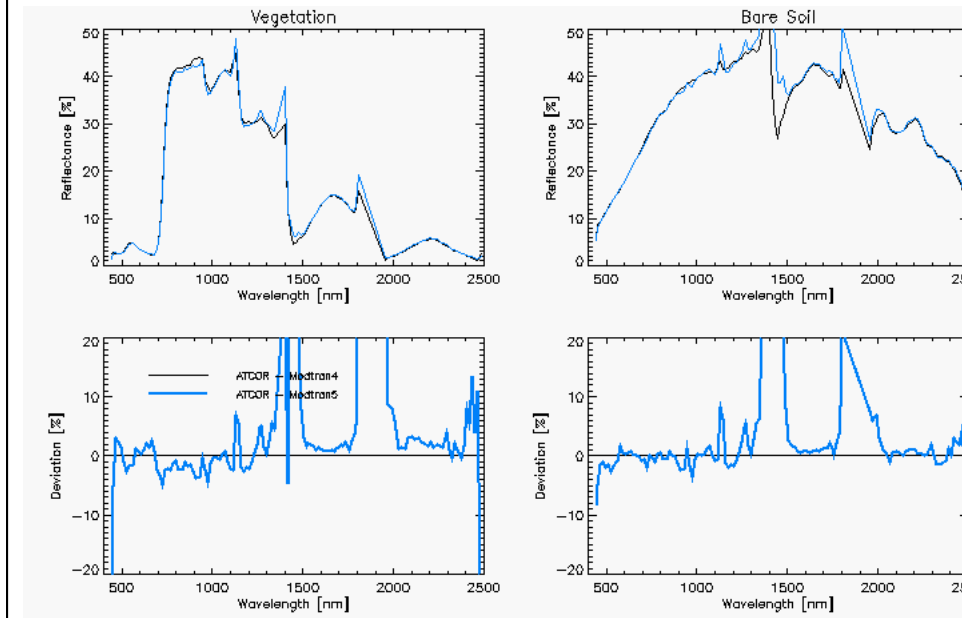 Vegetation
Bare Soil
50
40
30
20
10
0
Reflectance [%]
500 1000 1500 2000 2500
Wavelength [nm]
50
40
30
20
10
0
Reflectance [%]
500 1000 1500 2000 250
Wavelength [nm]
20
10
0
-10
-20
Deviation [%]
ATCOR - Modtran4
ATCOR - Modtran5
500 1000 1500 2000 2500
Wavelength [nm]
20
10
0
-10
-20
Deviation [%]
500 1000 1500 2000 250
Wavelength [nm]